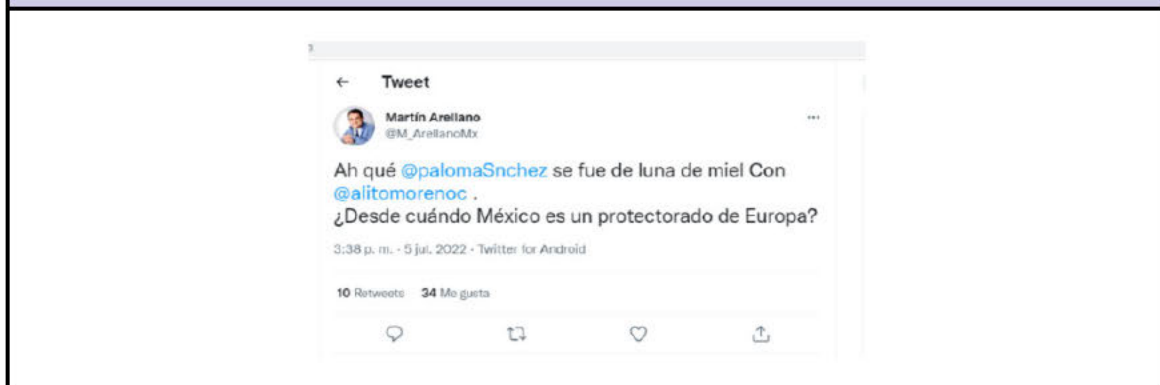 Tweet
Martín Arellano
@M_ArellanoMx
Ah qué @palomaSnchez se fue de luna de miel Con
@alitomorenoc .
¿Desde cuándo México es un protectorado de Europa?
3:38 p. m. · 5 jul. 2022 · Twitter for Android
10 Retweets 34 Me gusta